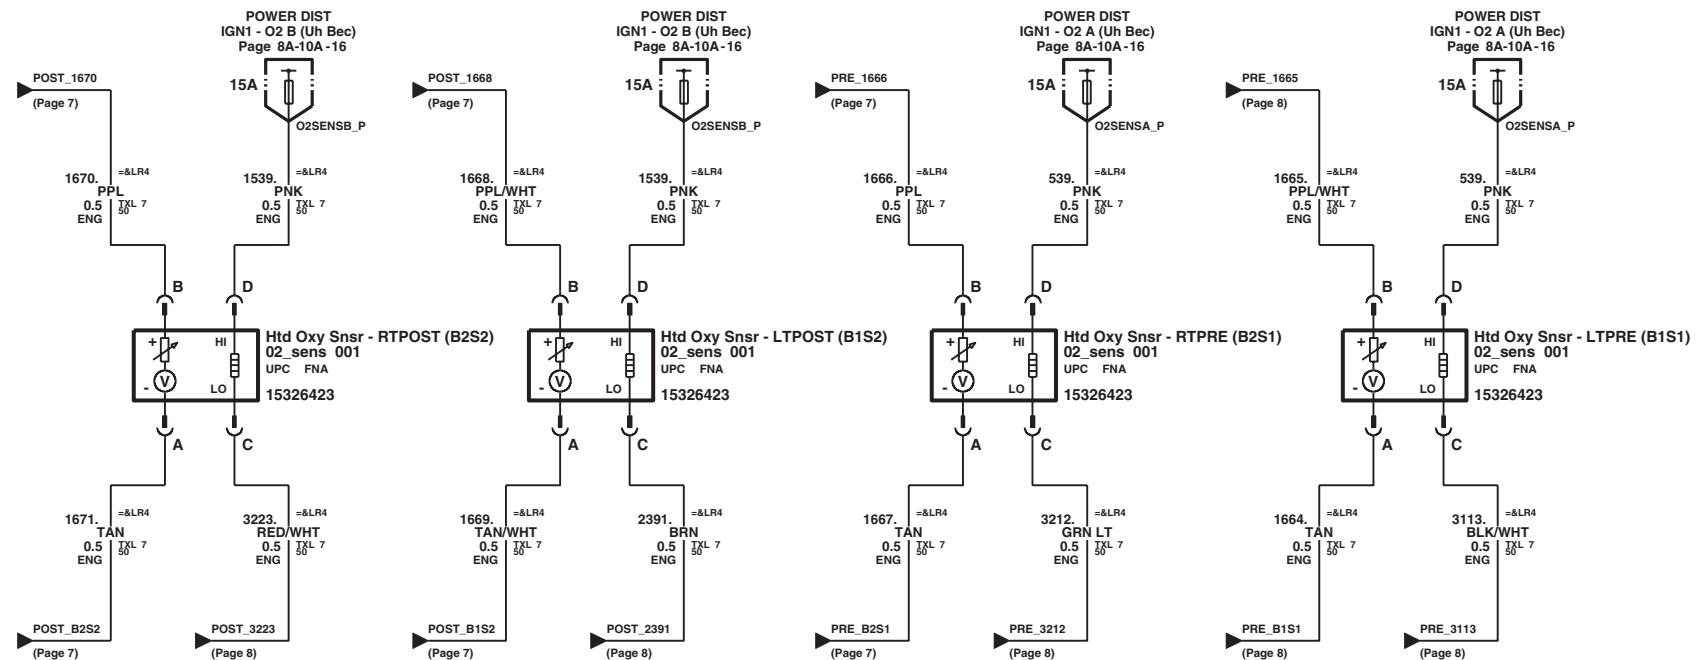 POWER DIST
IGN1 - O2 B (Uh Bec)
Page 8A-10A-16
15A
O2SENSB_P
POST_1670
(Page 7)
1670.
=&LR4
PPL
0.5
TXL 7
50
ENG
1539.
=&LR4
PNK
0.5
TXL 7
50
ENG
B
D
+
HI
-
V
LO
Htd Oxy Snsr - RTPOST (B2S2)
02_sens 001
UPC FNA
15326423
A
C
1671.
=&LR4
TAN
0.5
TXL 7
50
ENG
3223.
=&LR4
RED/WHT
0.5
TXL 7
50
ENG
POST_B2S2
(Page 7)
POST_3223
(Page 8)
POWER DIST
IGN1 - O2 B (Uh Bec)
Page 8A-10A-16
15A
O2SENSB_P
POST_1668
(Page 7)
1668.
=&LR4
PPL/WHT
0.5
TXL 7
50
ENG
1539.
=&LR4
PNK
0.5
TXL 7
50
ENG
B
D
+
HI
-
V
LO
Htd Oxy Snsr - LTPOST (B1S2)
02_sens 001
UPC FNA
15326423
A
C
1669.
=&LR4
TAN/WHT
0.5
TXL 7
50
ENG
2391.
=&LR4
BRN
0.5
TXL 7
50
ENG
POST_B1S2
(Page 7)
POST_2391
(Page 8)
POWER DIST
IGN1 - O2 A (Uh Bec)
Page 8A-10A-16
15A
O2SENSA_P
PRE_1666
(Page 7)
1666.
=&LR4
PPL
0.5
TXL 7
50
ENG
539.
=&LR4
PNK
0.5
TXL 7
50
ENG
B
D
+
HI
-
V
LO
Htd Oxy Snsr - RTPRE (B2S1)
02_sens 001
UPC FNA
15326423
A
C
1667.
=&LR4
TAN
0.5
TXL 7
50
ENG
3212.
=&LR4
GRN LT
0.5
TXL 7
50
ENG
PRE_B2S1
(Page 7)
PRE_3212
(Page 8)
POWER DIST
IGN1 - O2 A (Uh Bec)
Page 8A-10A-16
15A
O2SENSA_P
PRE_1665
(Page 8)
1665.
=&LR4
PPL/WHT
0.5
TXL 7
50
ENG
539.
=&LR4
PNK
0.5
TXL 7
50
ENG
B
D
+
HI
-
V
LO
Htd Oxy Snsr - LTPRE (B1S1)
02_sens 001
UPC FNA
15326423
A
C
1664.
=&LR4
TAN
0.5
TXL 7
50
ENG
3113.
=&LR4
BLK/WHT
0.5
TXL 7
50
ENG
PRE_B1S1
(Page 8)
PRE_3113
(Page 8)